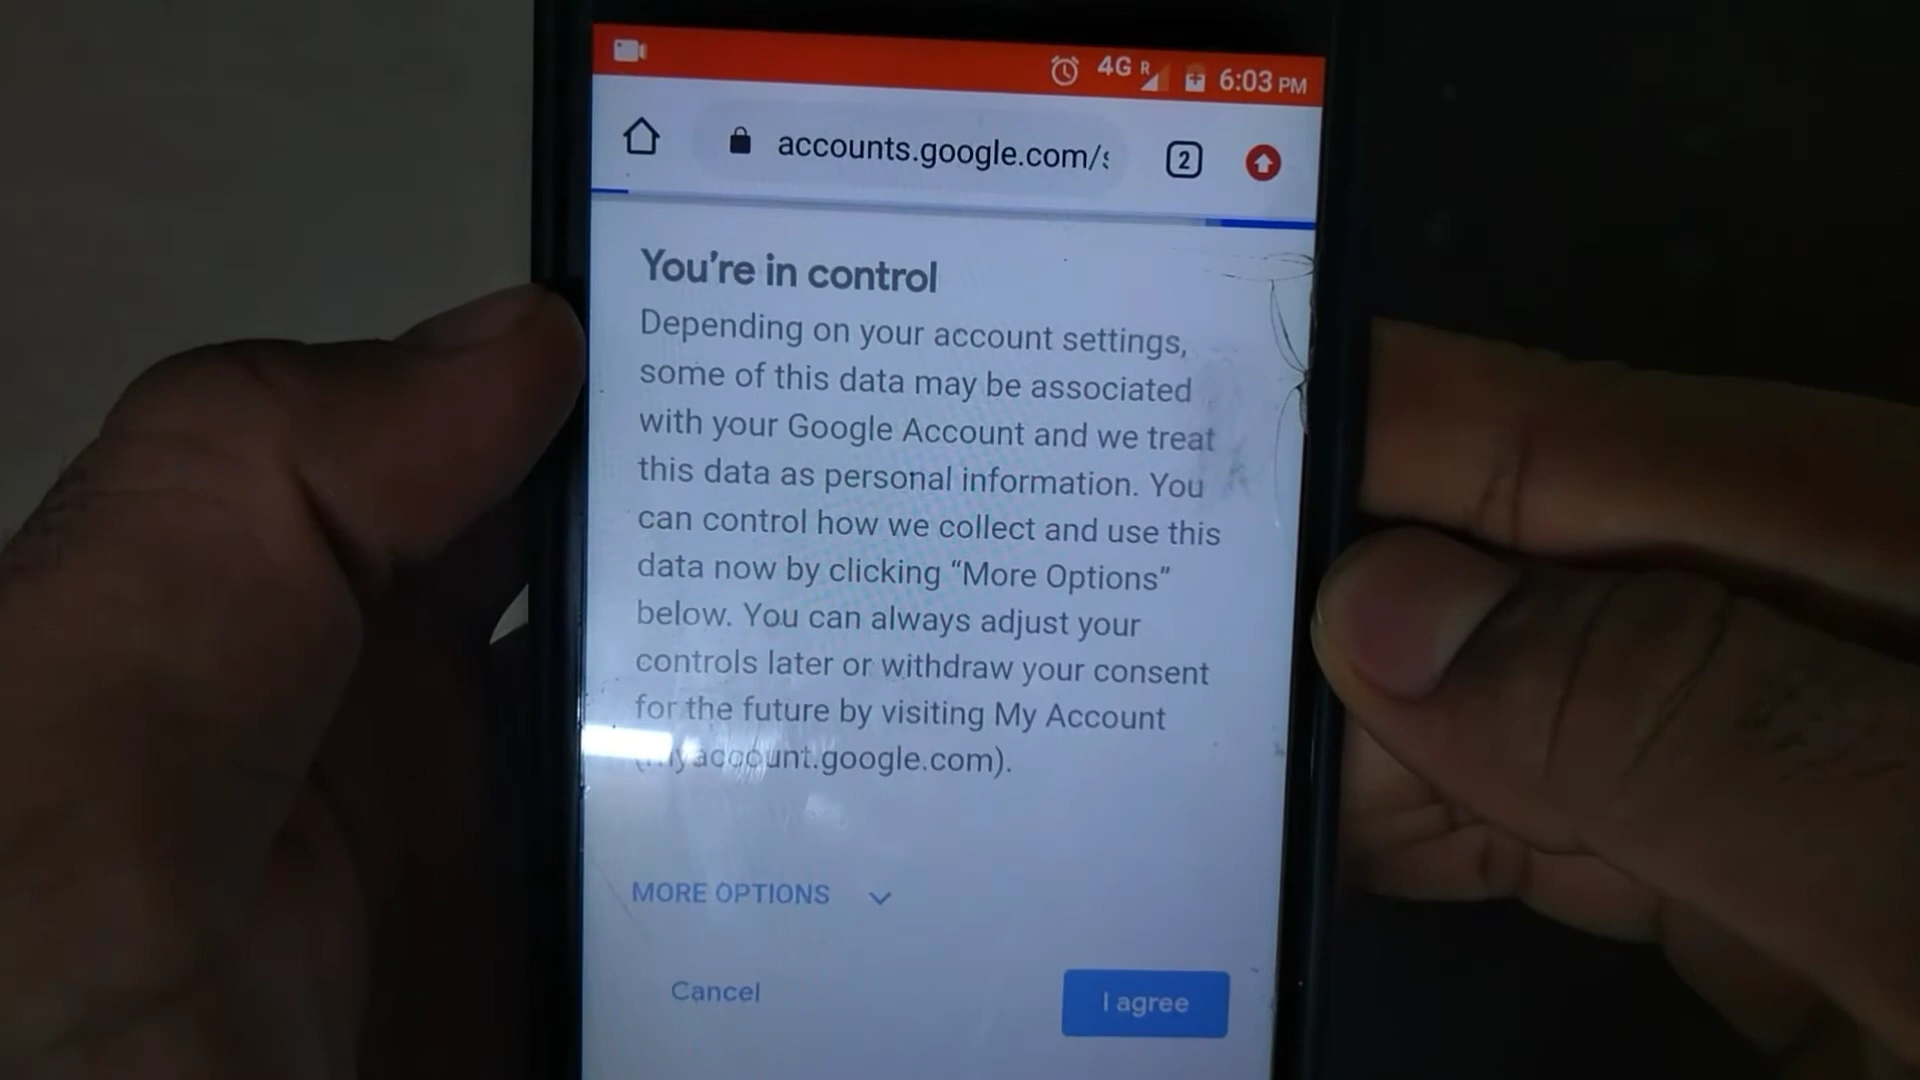 4G R 6:03 PM
accounts.google.com/s 2
You're in control
Depending on your account settings,
some of this data may be associated
with your Google Account and we treat
this data as personal information. You
can control how we collect and use this
data now by clicking “More Options”
below. You can always adjust your
controls later or withdraw your consent
for the future by visiting My Account
(myaccount.google.com).
MORE OPTIONS
Cancel I agree